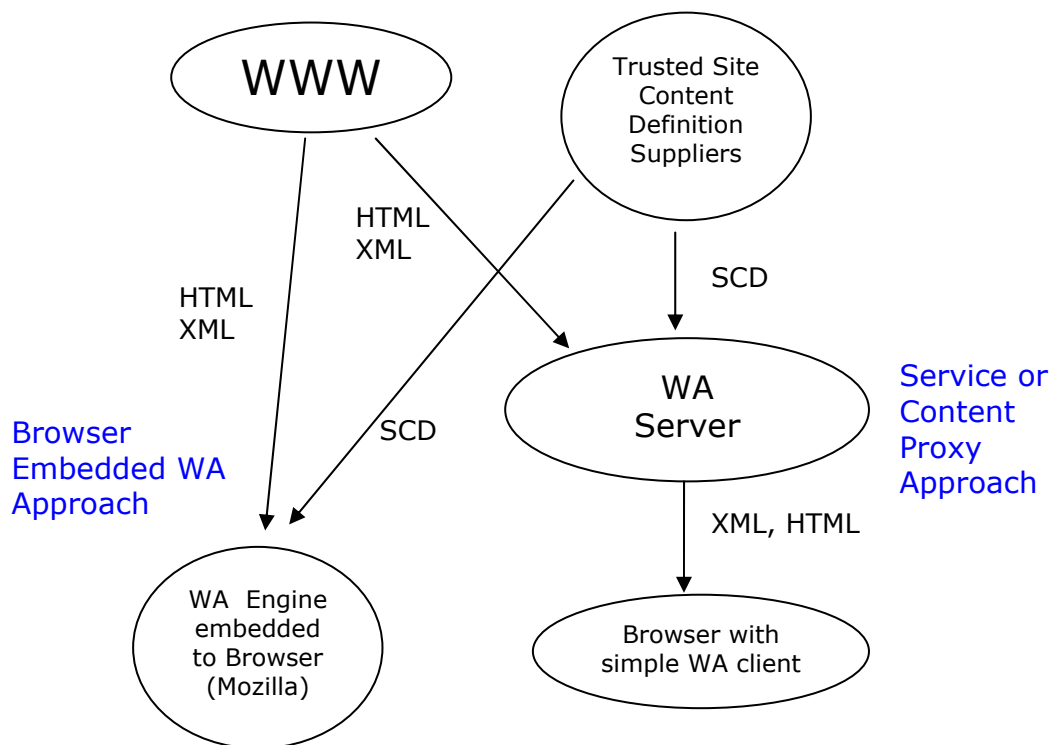 WWW
Trusted Site
Content
Definition
Suppliers
HTML
XML
SCD
HTML
XML
SCD
WA
Server
Service or
Content
Proxy
Approach
Browser
Embedded WA
Approach
XML, HTML
WA Engine
embedded
to Browser
(Mozilla)
Browser with
simple WA client